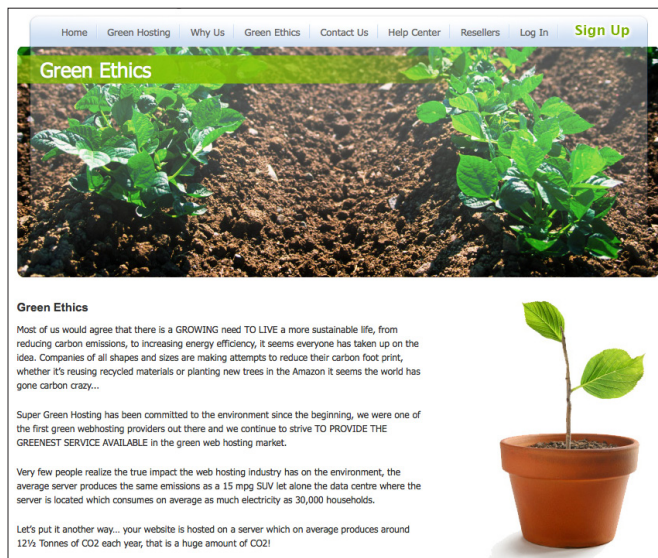 Home Green Hosting Why Us Green Ethics Contact Us Help Center Resellers Log In Sign Up
Green Ethics
Green Ethics
Most of us would agree that there is a GROWING need TO LIVE a more sustainable life, from
reducing carbon emissions, to increasing energy efficiency, it seems everyone has taken up on the
idea. Companies of all shapes and sizes are making attempts to reduce their carbon foot print,
whether it's reusing recycled materials or planting new trees in the Amazon it seems the world has
gone carbon crazy...
Super Green Hosting has been committed to the environment since the beginning, we were one of
the first green webhosting providers out there and we continue to strive TO PROVIDE THE
GREENEST SERVICE AVAILABLE in the green web hosting market.
Very few people realize the true impact the web hosting industry has on the environment, the
average server produces the same emissions as a 15 mpg SUV let alone the data centre where the
server is located which consumes on average as much electricity as 30,000 households.
Let's put it another way... your website is hosted on a server which on average produces around
12½ Tonnes of CO2 each year, that is a huge amount of CO2!